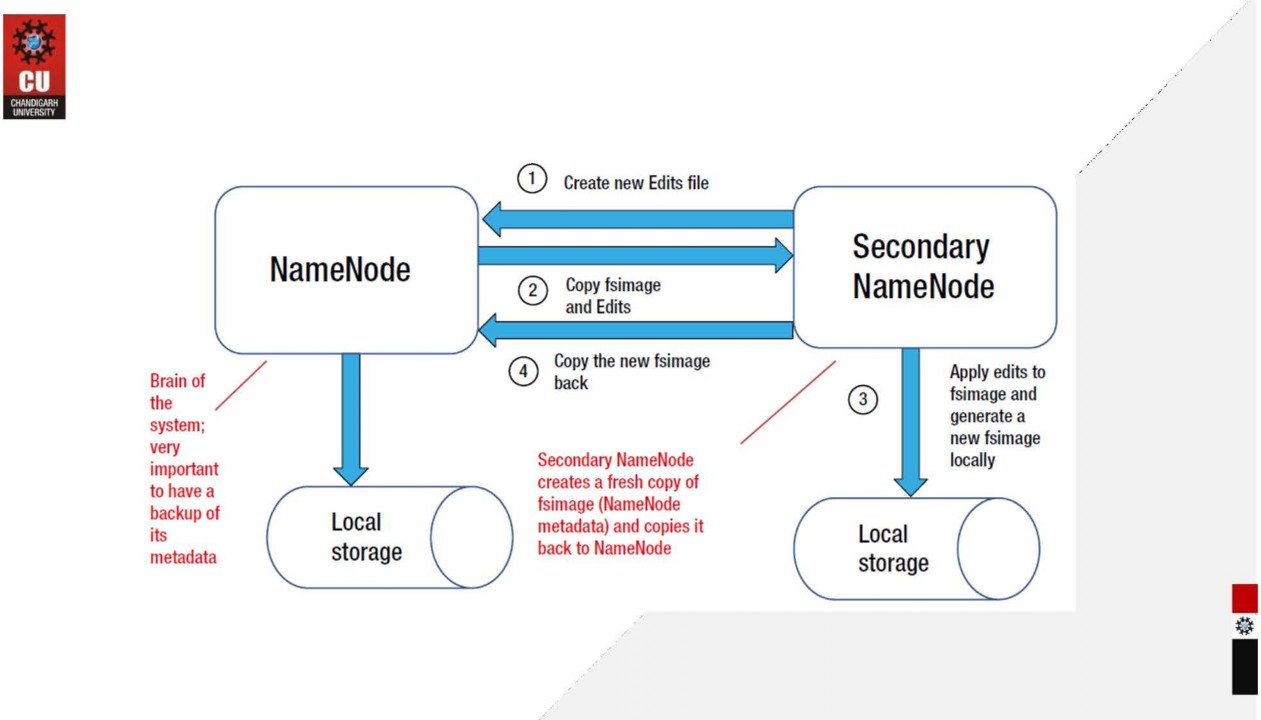 CU
CHANDIGARH
UNIVERSITY
1
Create new Edits file
NameNode
Secondary
NameNode
2
Copy fsimage
and Edits
4
Copy the new fsimage
back
3
Apply edits to
fsimage and
generate a
new fsimage
locally
Brain of
the
system;
very
important
to have a
backup of
its
metadata
Secondary NameNode
creates a fresh copy of
fsimage (NameNode
metadata) and copies it
back to NameNode
Local
storage
Local
storage